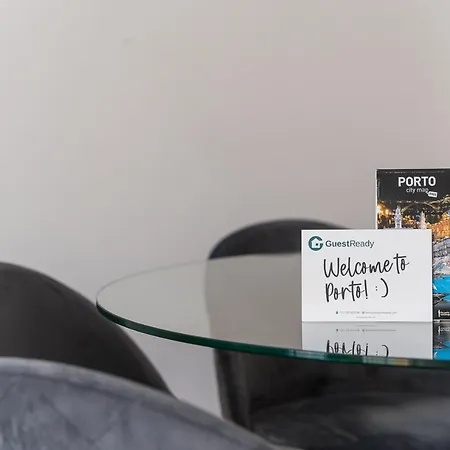 PORTO
city map
GuestReady
Welcome to
Porto! :)